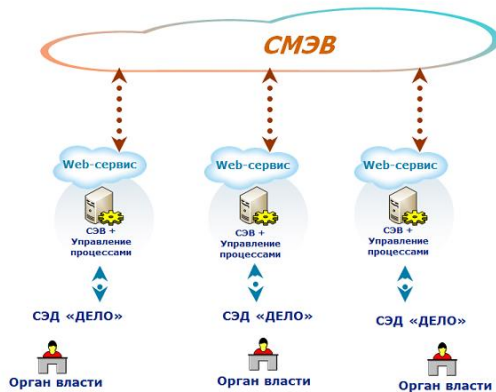 СМЭВ
Web-сервис
Web-сервис
Web-сервис
СЭВ +
Управление
процессами
СЭВ +
Управление
процессами
СЭВ +
Управление
процессами
СЭД «ДЕЛО»
СЭД «ДЕЛО»
СЭД «ДЕЛО»
Орган власти
Орган власти
Орган власти